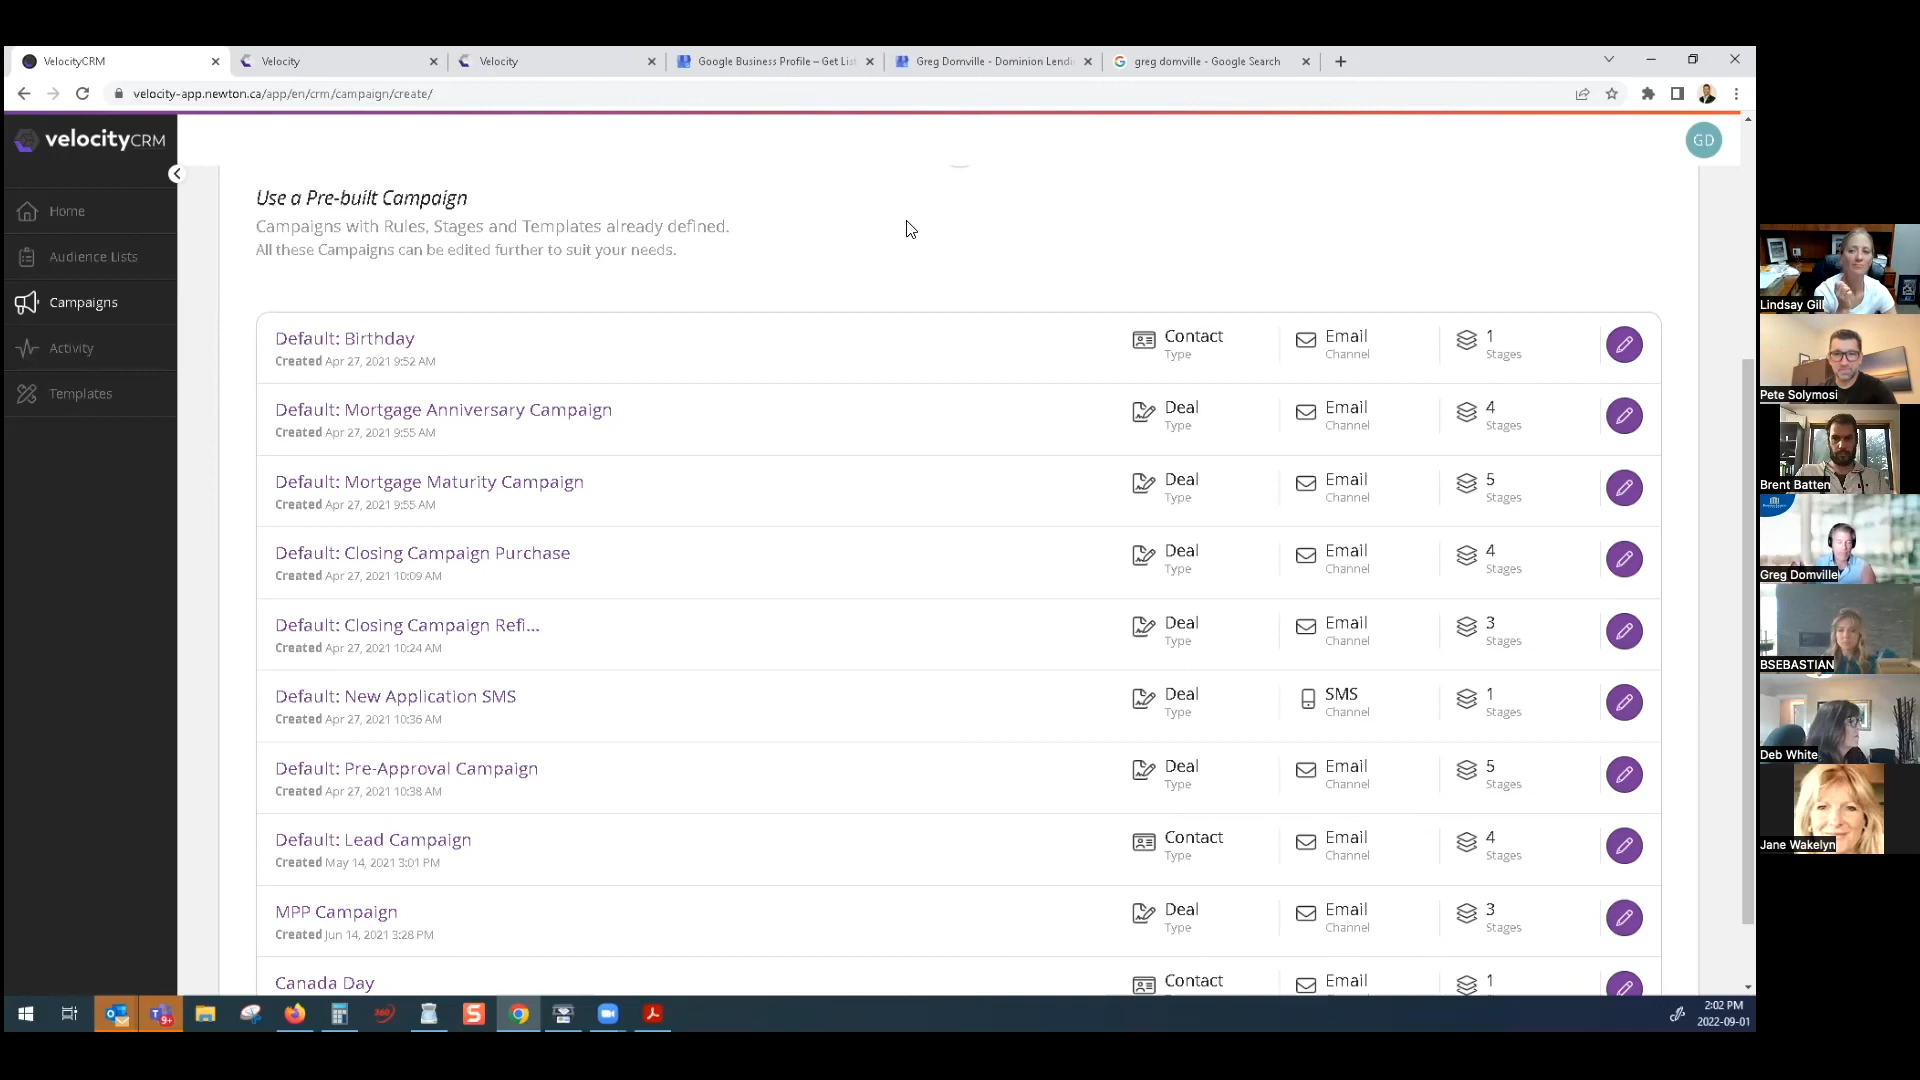 VelocityCRM
Velocity
Velocity
Google Business Profile – Get Lis
Greg Domville - Dominion Lendi
greg domville - Google Search
velocity-app.newton.ca/app/en/crm/campaign/create/
velocityCRM
GD
Home
Audience Lists
Campaigns
Activity
Templates
Use a Pre-built Campaign
Campaigns with Rules, Stages and Templates already defined.
All these Campaigns can be edited further to suit your needs.
Default: Birthday
Created Apr 27, 2021 9:52 AM
Contact
Type
Email
Channel
1
Stages
Default: Mortgage Anniversary Campaign
Created Apr 27, 2021 9:55 AM
Deal
Type
Email
Channel
4
Stages
Default: Mortgage Maturity Campaign
Created Apr 27, 2021 9:55 AM
Deal
Type
Email
Channel
5
Stages
Default: Closing Campaign Purchase
Created Apr 27, 2021 10:09 AM
Deal
Type
Email
Channel
4
Stages
Default: Closing Campaign Refi...
Created Apr 27, 2021 10:24 AM
Deal
Type
Email
Channel
3
Stages
Default: New Application SMS
Created Apr 27, 2021 10:36 AM
Deal
Type
SMS
Channel
1
Stages
Default: Pre-Approval Campaign
Created Apr 27, 2021 10:38 AM
Deal
Type
Email
Channel
5
Stages
Default: Lead Campaign
Created May 14, 2021 3:01 PM
Contact
Type
Email
Channel
4
Stages
MPP Campaign
Created Jun 14, 2021 3:28 PM
Deal
Type
Email
Channel
3
Stages
Canada Day
Contact
Email
1
Lindsay Gill
Pete Solymosi
Brent Batten
Greg Domville
BSEBASTIAN
Deb White
Jane Wakelyn
9+
360
2:02 PM
2022-09-01